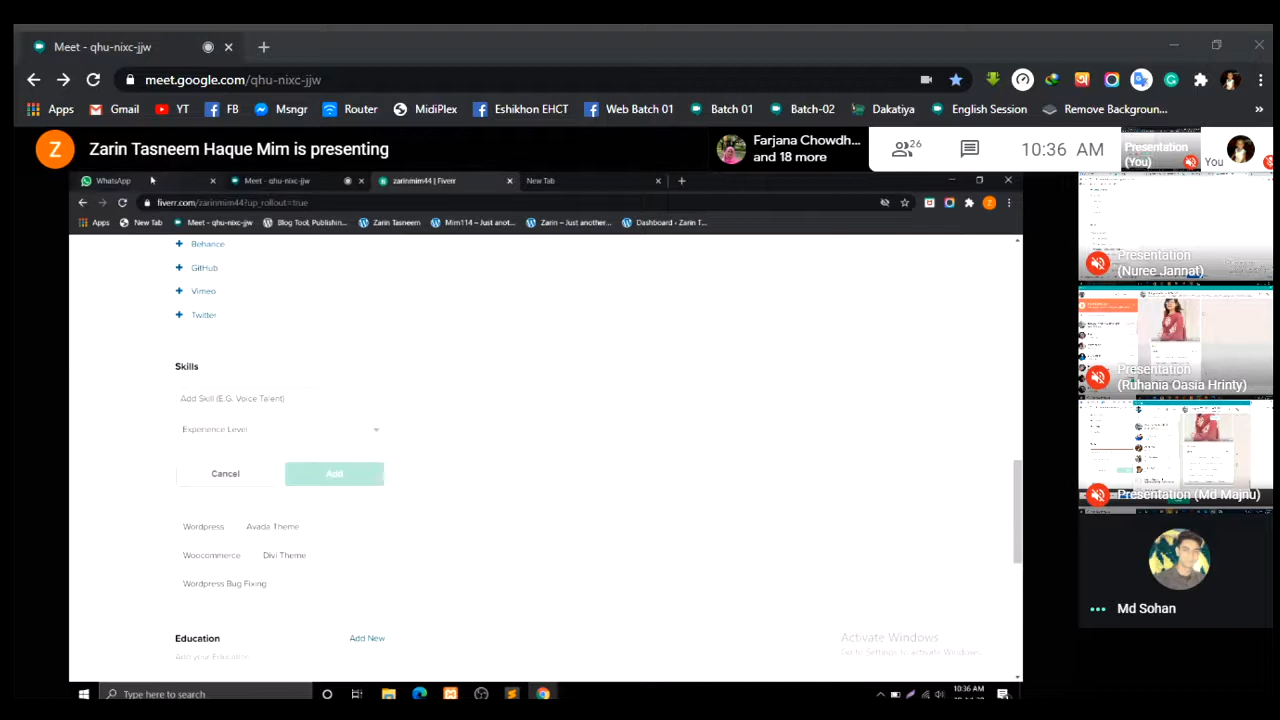 Meet - qhu-nixc-jjw
meet.google.com/qhu-nixc-jjw
Apps Gmail YT FB Msngr Router MidiPlex Eshikhon EHCT Web Batch 01 Batch 01 Batch-02 Dakatiya English Session Remove Backgroun... »
Z Zarin Tasneem Haque Mim is presenting
Farjana Chowdh...
and 18 more
26
10:36 AM
Presentation
(You)
You
WhatsApp Meet - qhu-nixc-jjw zarinmim44 | Fiverr New Tab
fiverr.com/zarinmim44?up_rollout=true
Apps New Tab Meet - qhu-nixc-jjw Blog Tool, Publishin... Zarin Tasneem Mim114 – Just anot... Zarin – Just another... Dashboard ‹ Zarin T...
Behance
GitHub
Vimeo
Twitter
Skills
Add Skill (E.G. Voice Talent)
Experience Level
Cancel Add
Wordpress Avada Theme
Woocommerce Divi Theme
Wordpress Bug Fixing
Education Add New
Add your Education.
Activate Windows
Go to Settings to activate Windows.
Type here to search
10:36 AM
Presentation
(Nuree Jannat)
Presentation
(Ruhania Oasia Hrinty)
Presentation (Md Majnu)
Md Sohan